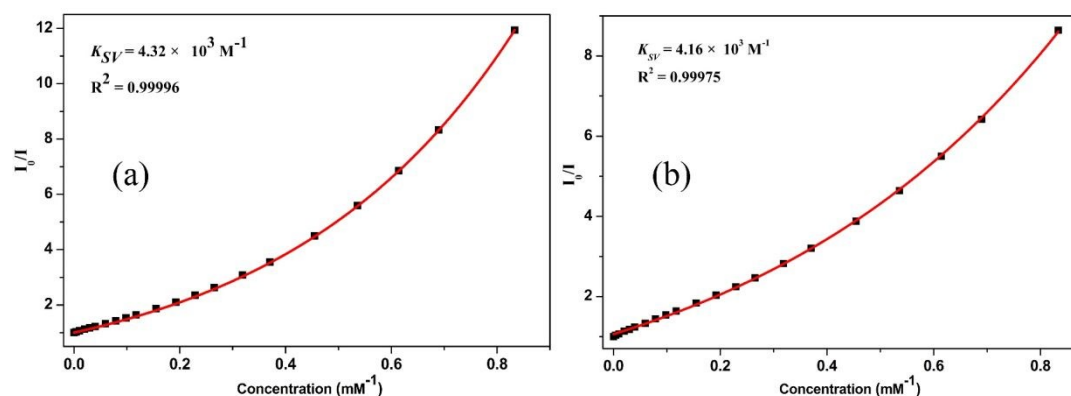 K_SV = 4.32 × 10³ M⁻¹
R² = 0.99996
(a)
I₀/I
12
10
8
6
4
2
0.0 0.2 0.4 0.6 0.8
Concentration (mM⁻¹)
K_SV = 4.16 × 10³ M⁻¹
R² = 0.99975
(b)
I₀/I
8
6
4
2
0.0 0.2 0.4 0.6 0.8
Concentration (mM⁻¹)